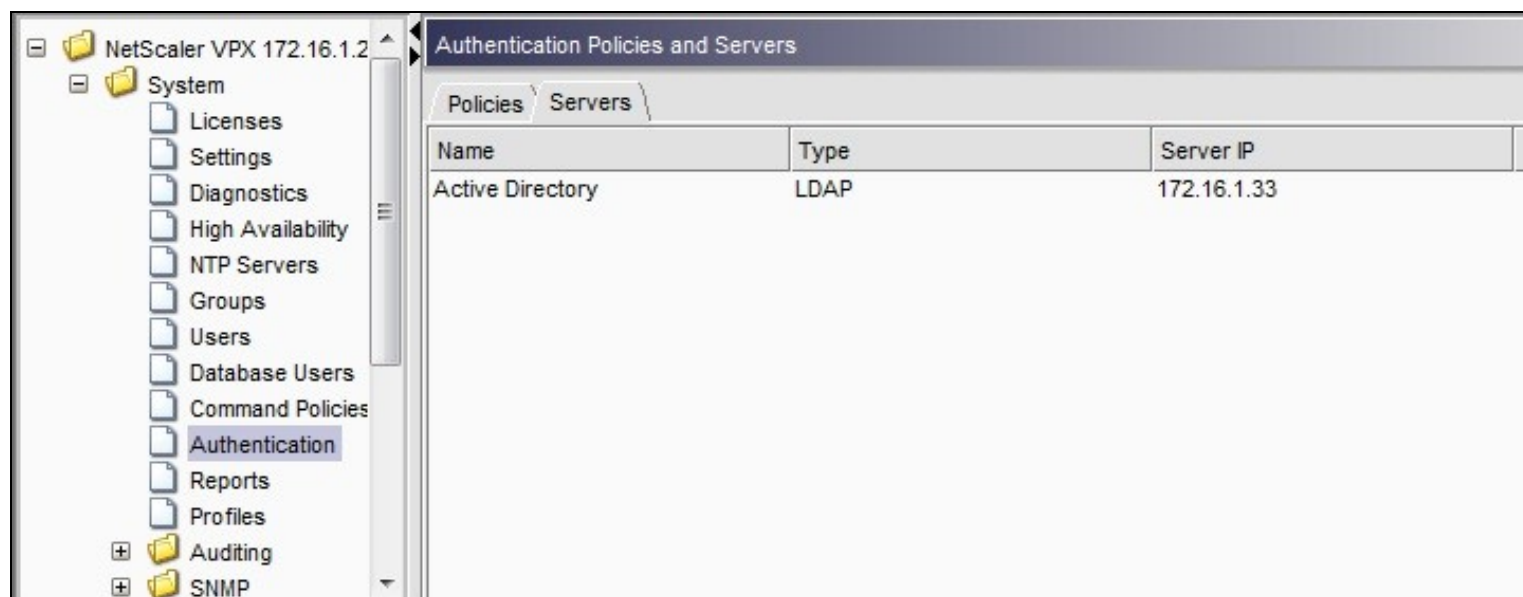 NetScaler VPX 172.16.1.2
System
Licenses
Settings
Diagnostics
High Availability
NTP Servers
Groups
Users
Database Users
Command Policies
Authentication
Reports
Profiles
Auditing
SNMP
Authentication Policies and Servers
Policies Servers
Name Type Server IP
Active Directory LDAP 172.16.1.33